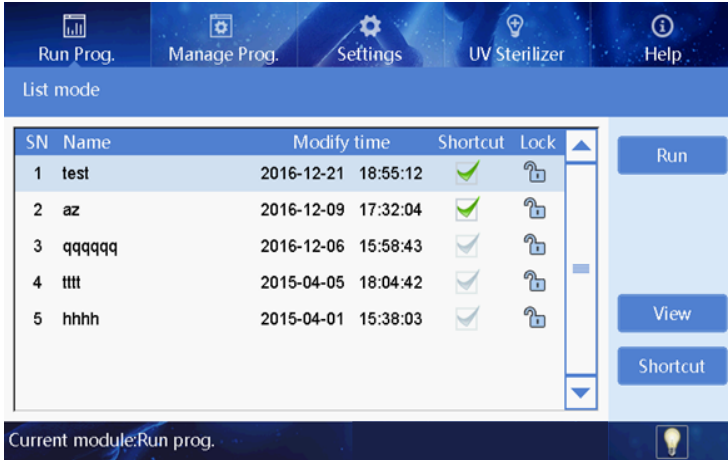 Run Prog. Manage Prog. Settings UV Sterilizer Help
List mode
SN Name Modify time Shortcut Lock
1 test 2016-12-21 18:55:12
2 az 2016-12-09 17:32:04
3 qqqqqq 2016-12-06 15:58:43
4 tttt 2015-04-05 18:04:42
5 hhhh 2015-04-01 15:38:03
Run
View
Shortcut
Current module:Run prog.